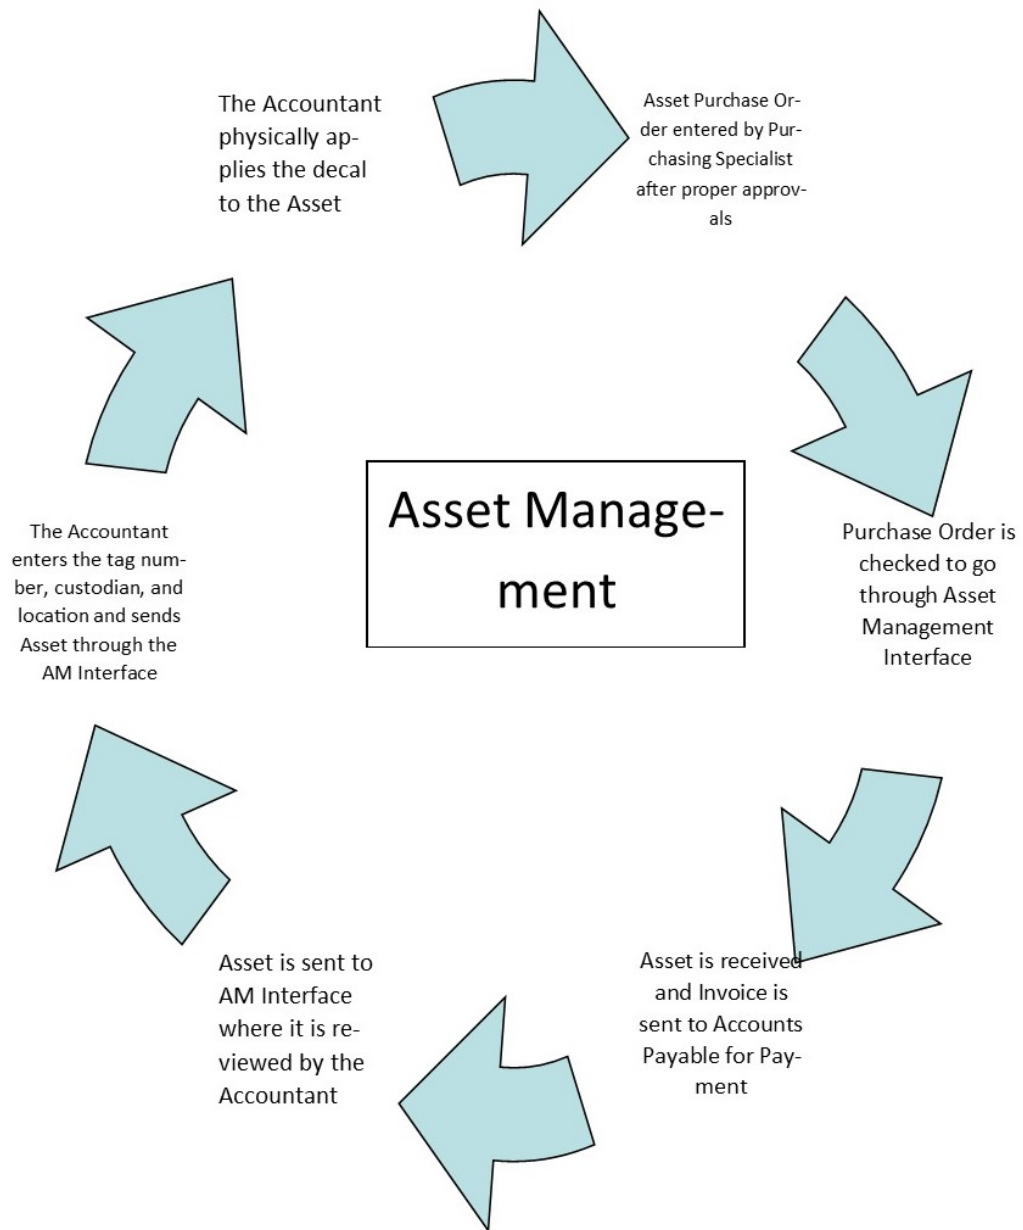 The Accountant
physically ap-
plies the decal
to the Asset
Asset Purchase Or-
der entered by Pur-
chasing Specialist
after proper approv-
als
Purchase Order is
checked to go
through Asset
Management
Interface
Asset is received
and Invoice is
sent to Accounts
Payable for Pay-
ment
Asset is sent to
AM Interface
where it is re-
viewed by the
Accountant
The Accountant
enters the tag num-
ber, custodian, and
location and sends
Asset through the
AM Interface
Asset Manage-
ment